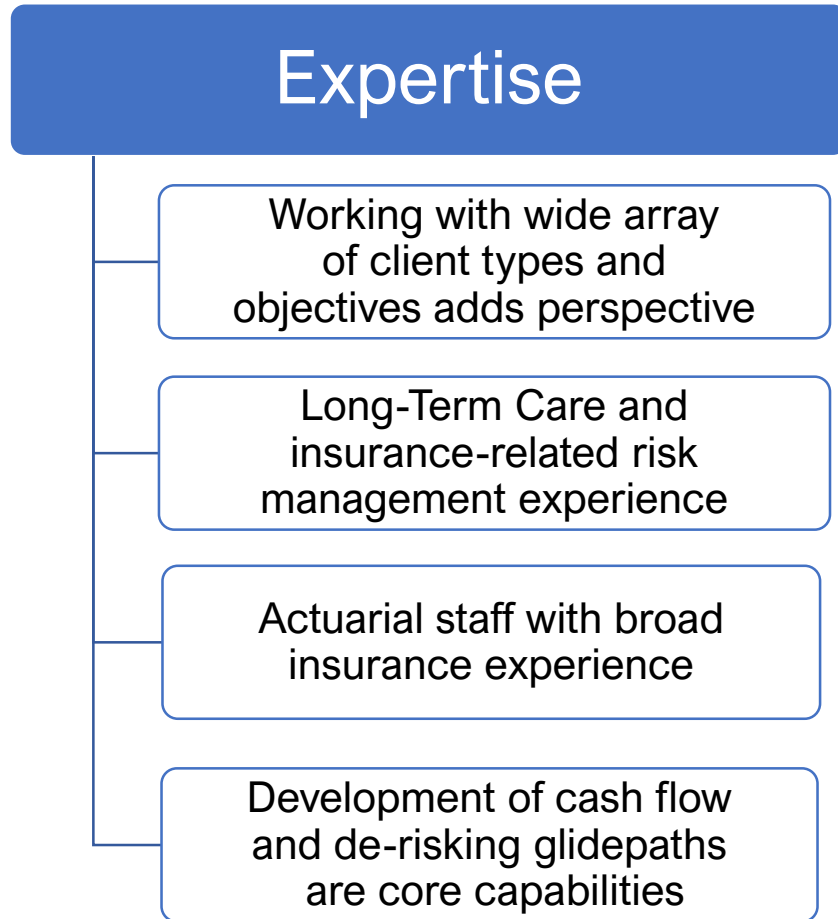 Expertise
Working with wide array
of client types and
objectives adds perspective
Long-Term Care and
insurance-related risk
management experience
Actuarial staff with broad
insurance experience
Development of cash flow
and de-risking glidepaths
are core capabilities